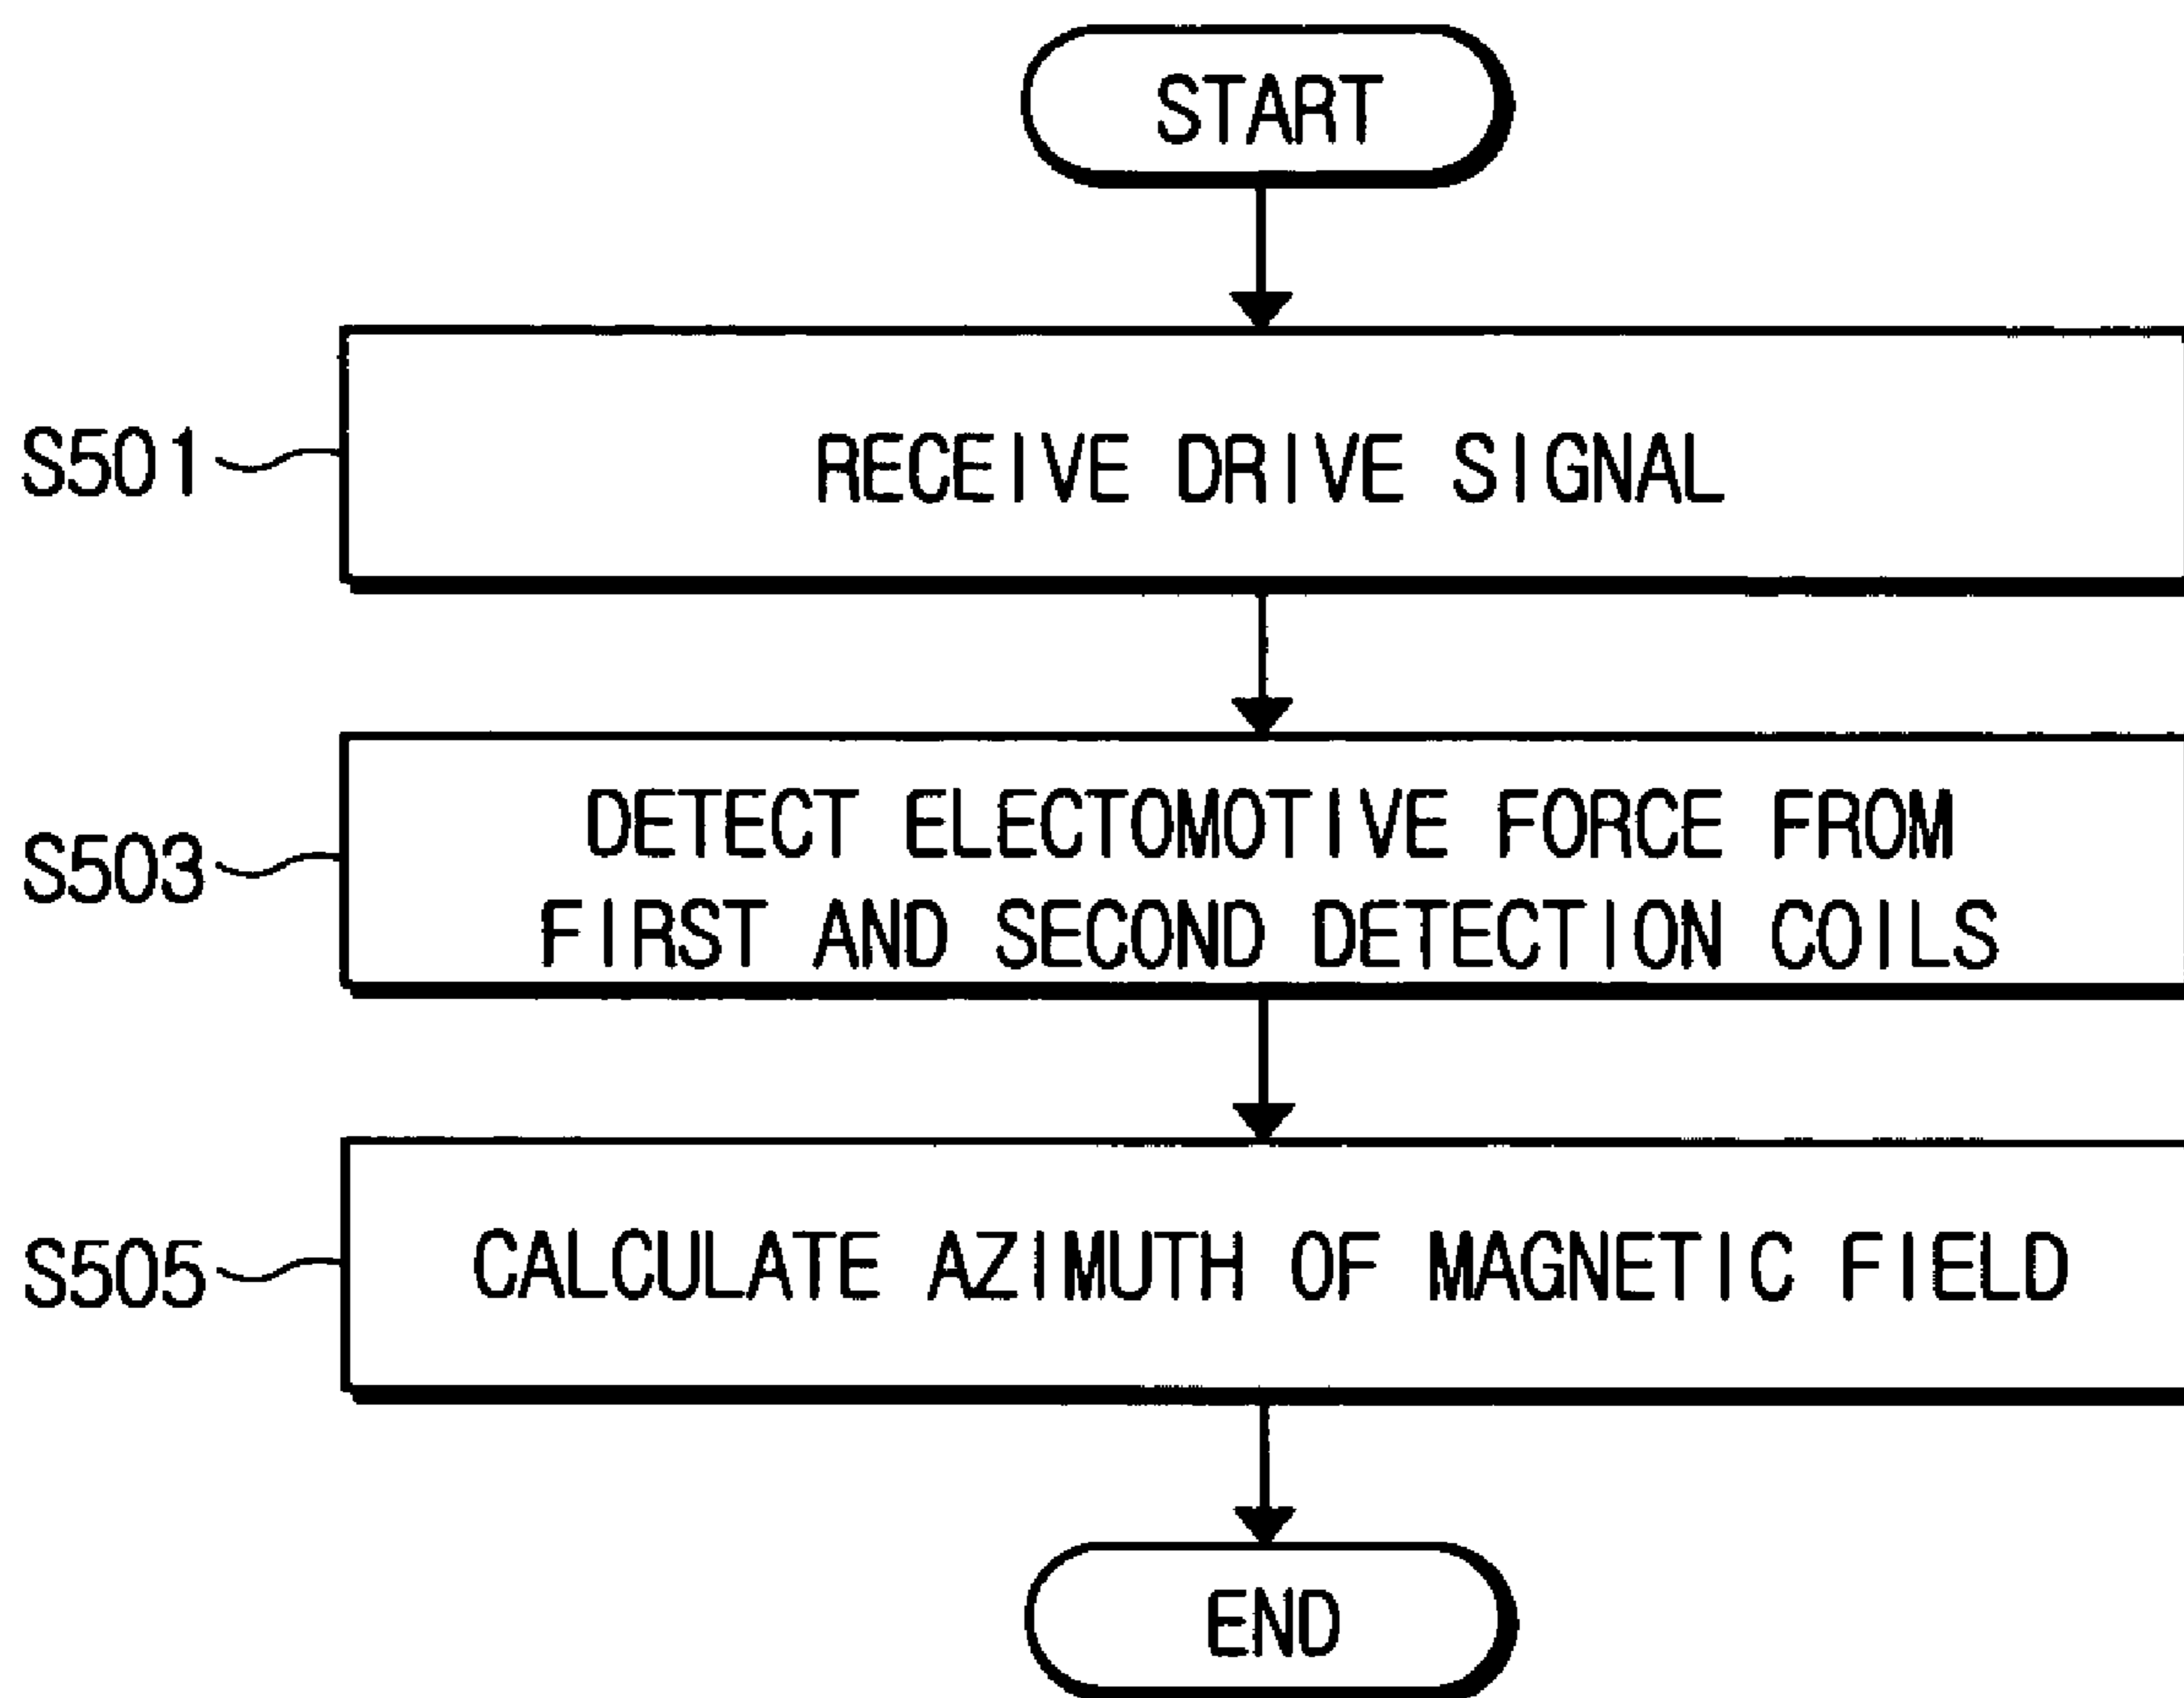 START
S501
RECEIVE DRIVE SIGNAL
S503
DETECT ELECTOMOTIVE FORCE FROM
FIRST AND SECOND DETECTION COILS
S505
CALCULATE AZIMUTH OF MAGNETIC FIELD
END